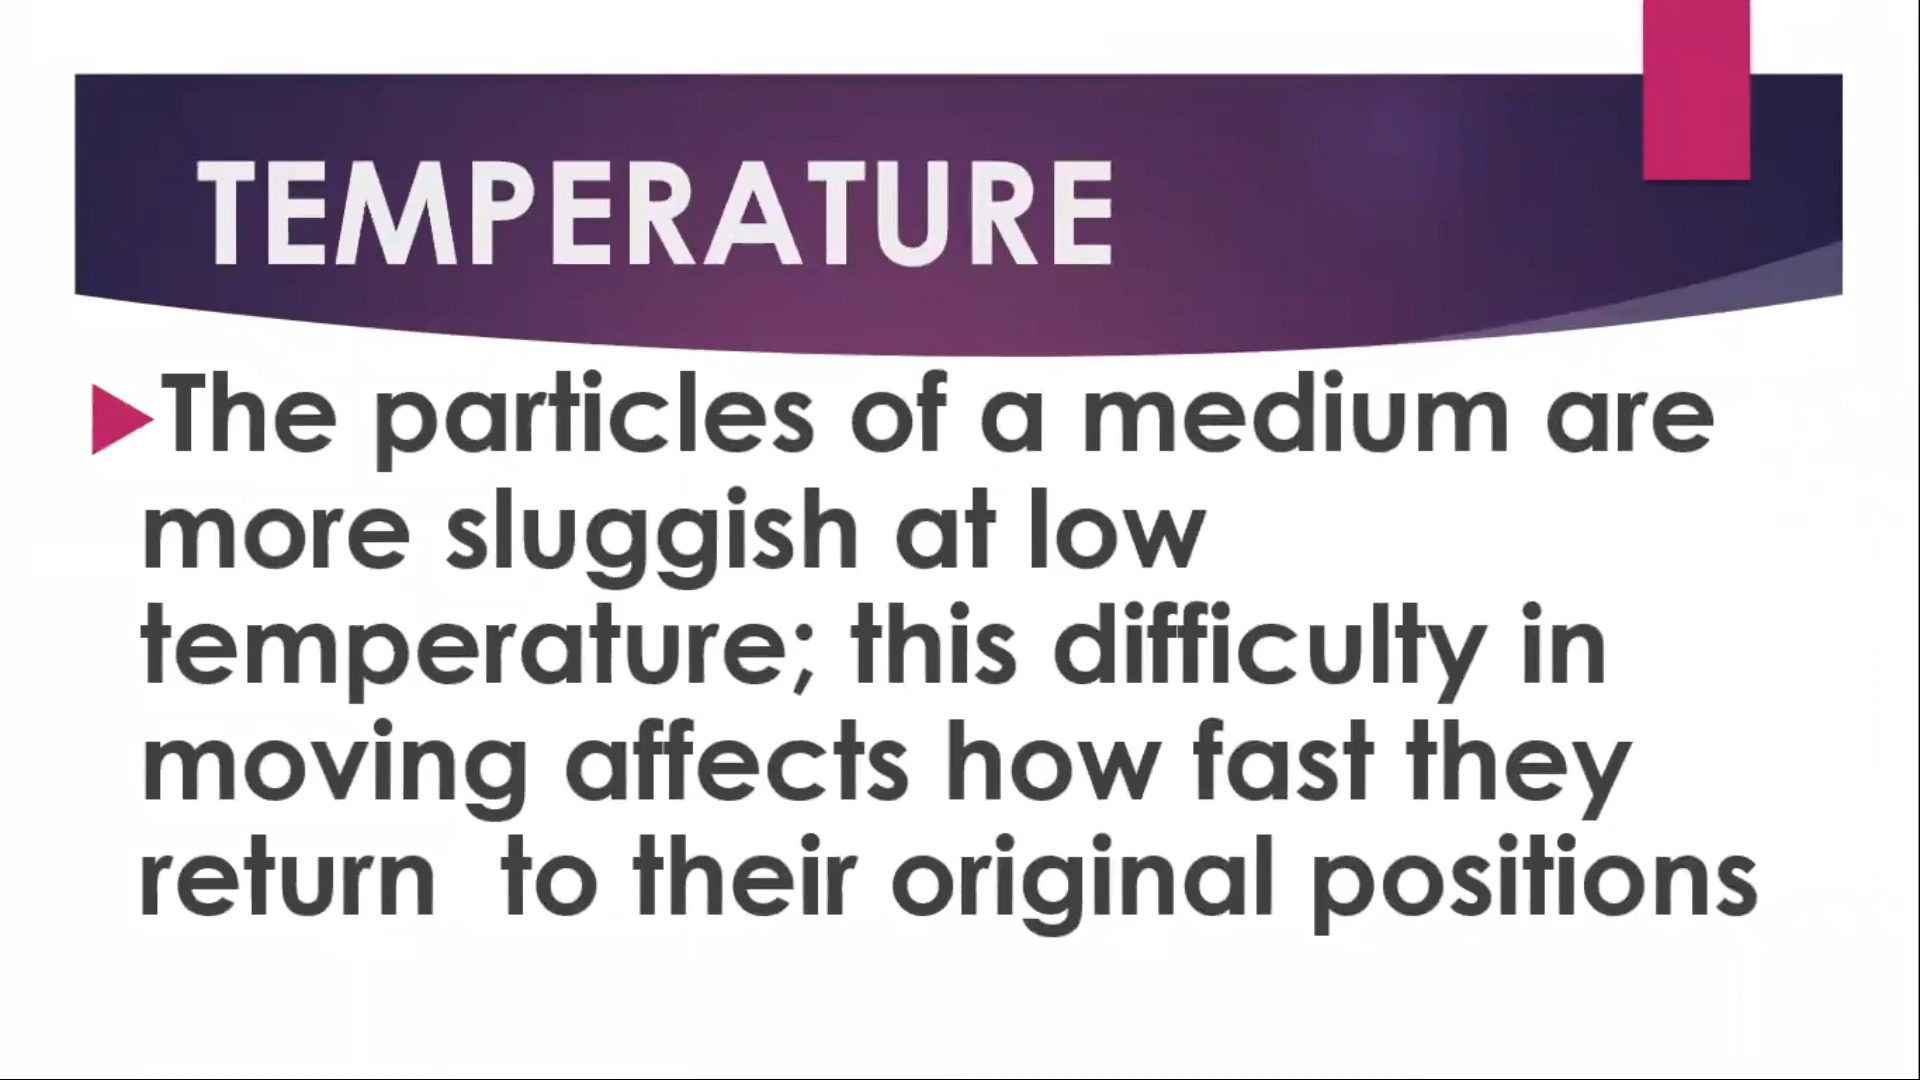 TEMPERATURE
The particles of a medium are
more sluggish at low
temperature; this difficulty in
moving affects how fast they
return  to their original positions